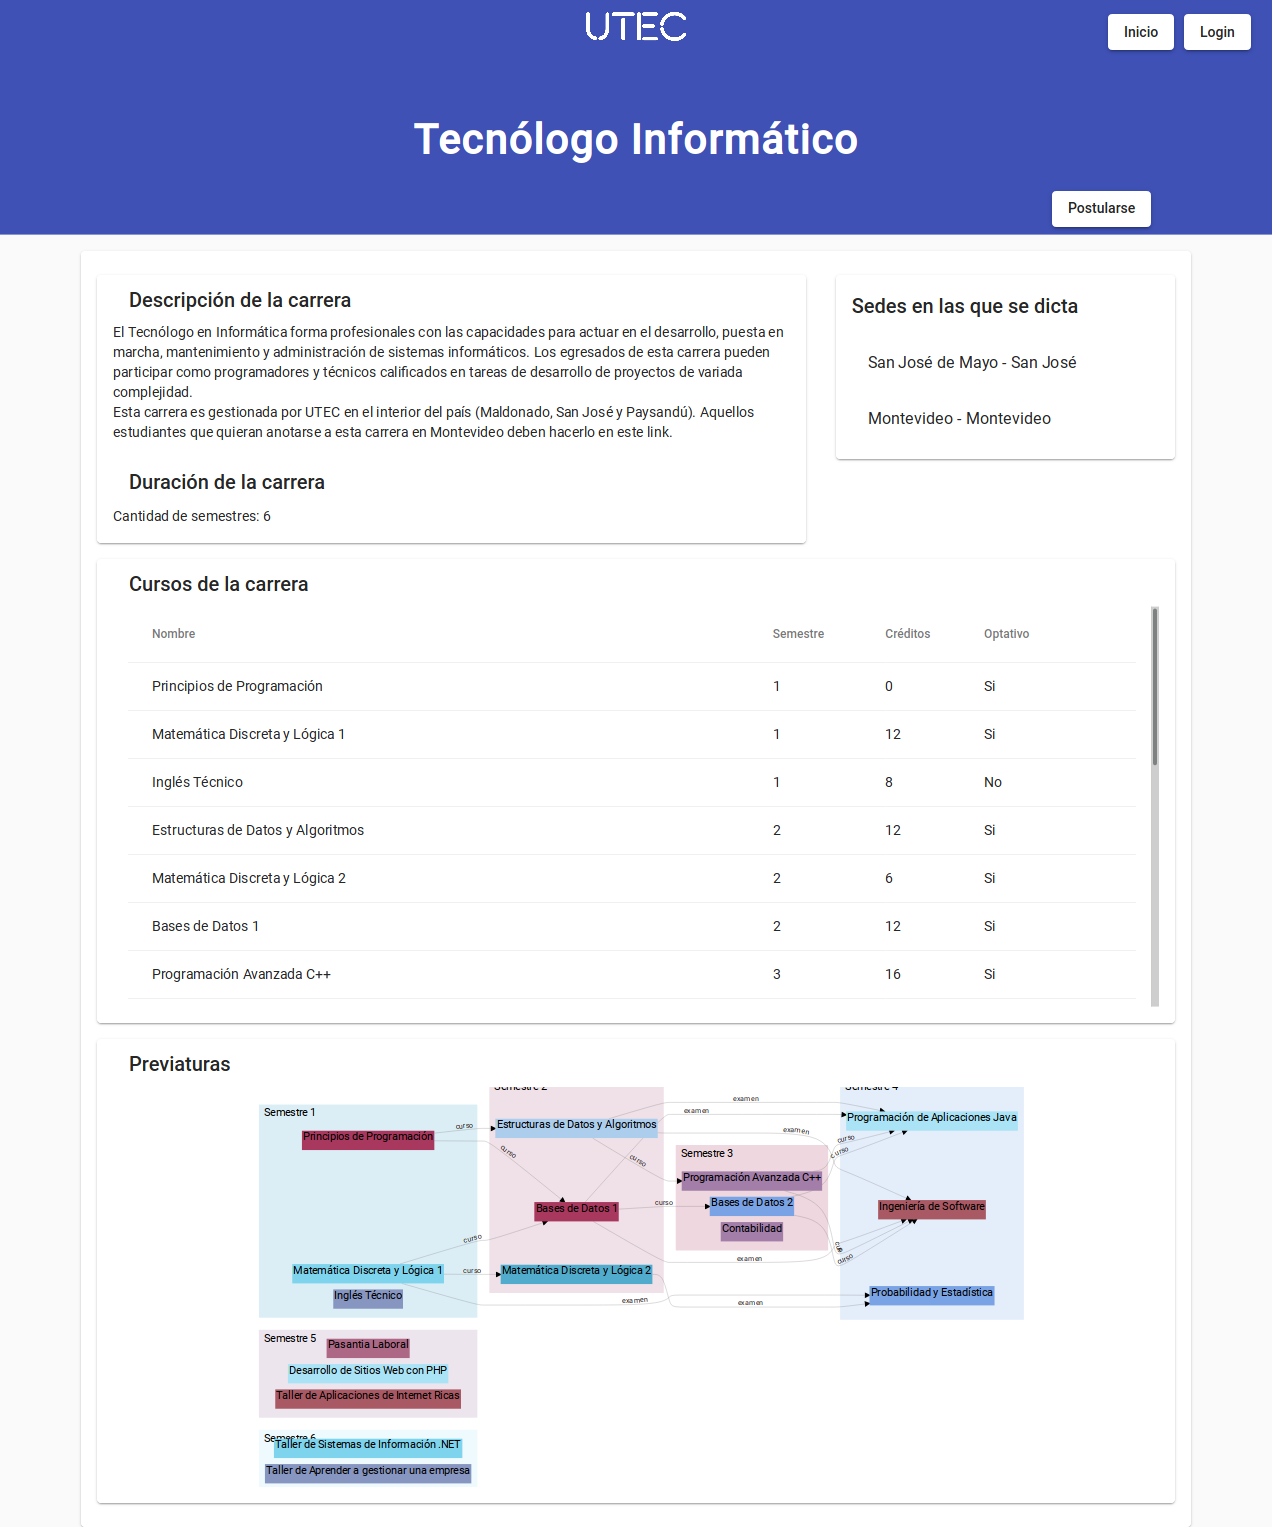 UTEC
Inicio
Login
Tecnólogo Informático
Postularse
Descripción de la carrera
El Tecnólogo en Informática forma profesionales con las capacidades para actuar en el desarrollo, puesta en
marcha, mantenimiento y administración de sistemas informáticos. Los egresados de esta carrera pueden
participar como programadores y técnicos calificados en tareas de desarrollo de proyectos de variada
complejidad.
Esta carrera es gestionada por UTEC en el interior del país (Maldonado, San José y Paysandú). Aquellos
estudiantes que quieran anotarse a esta carrera en Montevideo deben hacerlo en este link.
Duración de la carrera
Cantidad de semestres: 6
Sedes en las que se dicta
San José de Mayo - San José
Montevideo - Montevideo
Cursos de la carrera
Nombre Semestre Créditos Optativo
Principios de Programación 1 0 Si
Matemática Discreta y Lógica 1 1 12 Si
Inglés Técnico 1 8 No
Estructuras de Datos y Algoritmos 2 12 Si
Matemática Discreta y Lógica 2 2 6 Si
Bases de Datos 1 2 12 Si
Programación Avanzada C++ 3 16 Si
Previaturas
Semestre 1
Principios de Programación
Matemática Discreta y Lógica 1
Inglés Técnico
curso
curso
curso
curso
Semestre 2
Estructuras de Datos y Algoritmos
Bases de Datos 1
Matemática Discreta y Lógica 2
examen
examen
examen
curso
curso
examen
examen
examen
Semestre 3
Programación Avanzada C++
Bases de Datos 2
Contabilidad
curso
curso
curso
Semestre 4
Programación de Aplicaciones Java
Ingeniería de Software
Probabilidad y Estadística
Semestre 5
Pasantia Laboral
Desarrollo de Sitios Web con PHP
Taller de Aplicaciones de Internet Ricas
Semestre 6
Taller de Sistemas de Información .NET
Taller de Aprender a gestionar una empresa